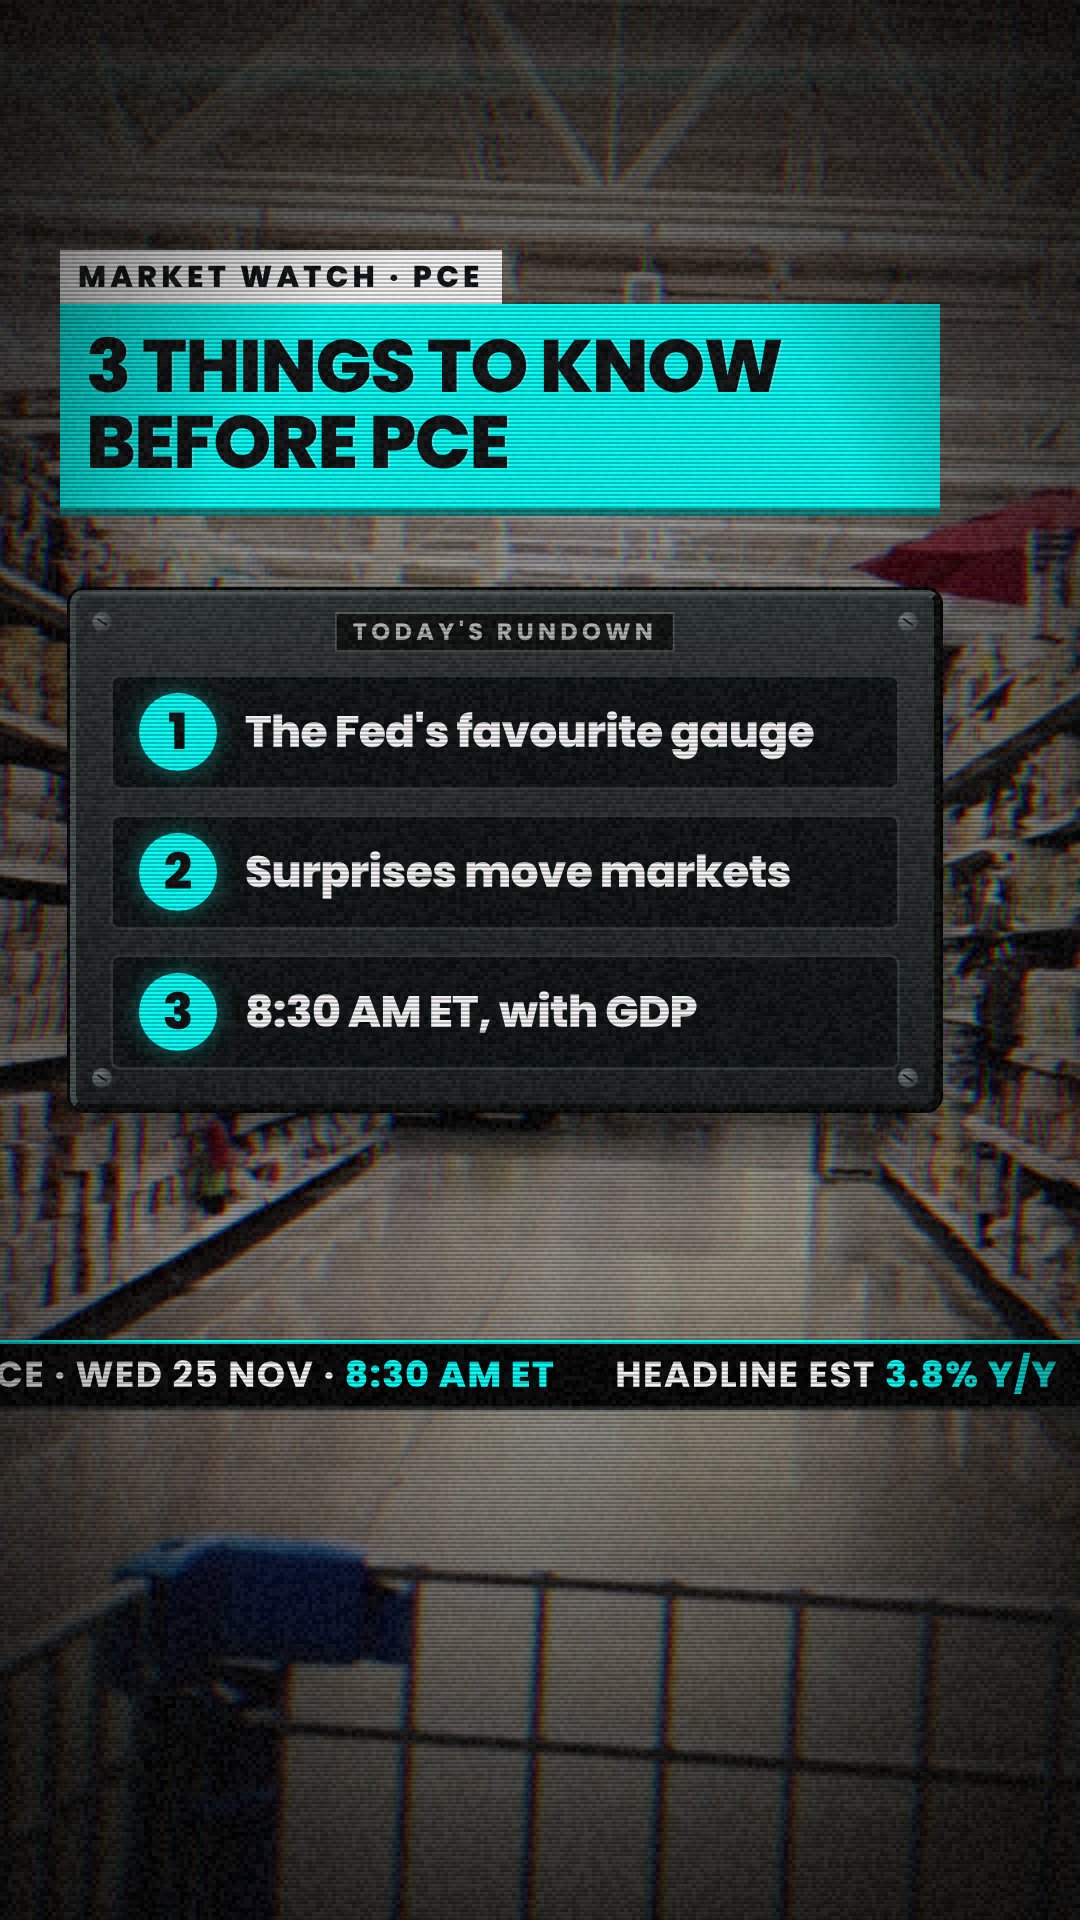 MARKET WATCH · PCE
3 THINGS TO KNOW
BEFORE PCE
TODAY'S RUNDOWN
1 The Fed's favourite gauge
2 Surprises move markets
3 8:30 AM ET, with GDP
CE · WED 25 NOV · 8:30 AM ET HEADLINE EST 3.8% Y/Y